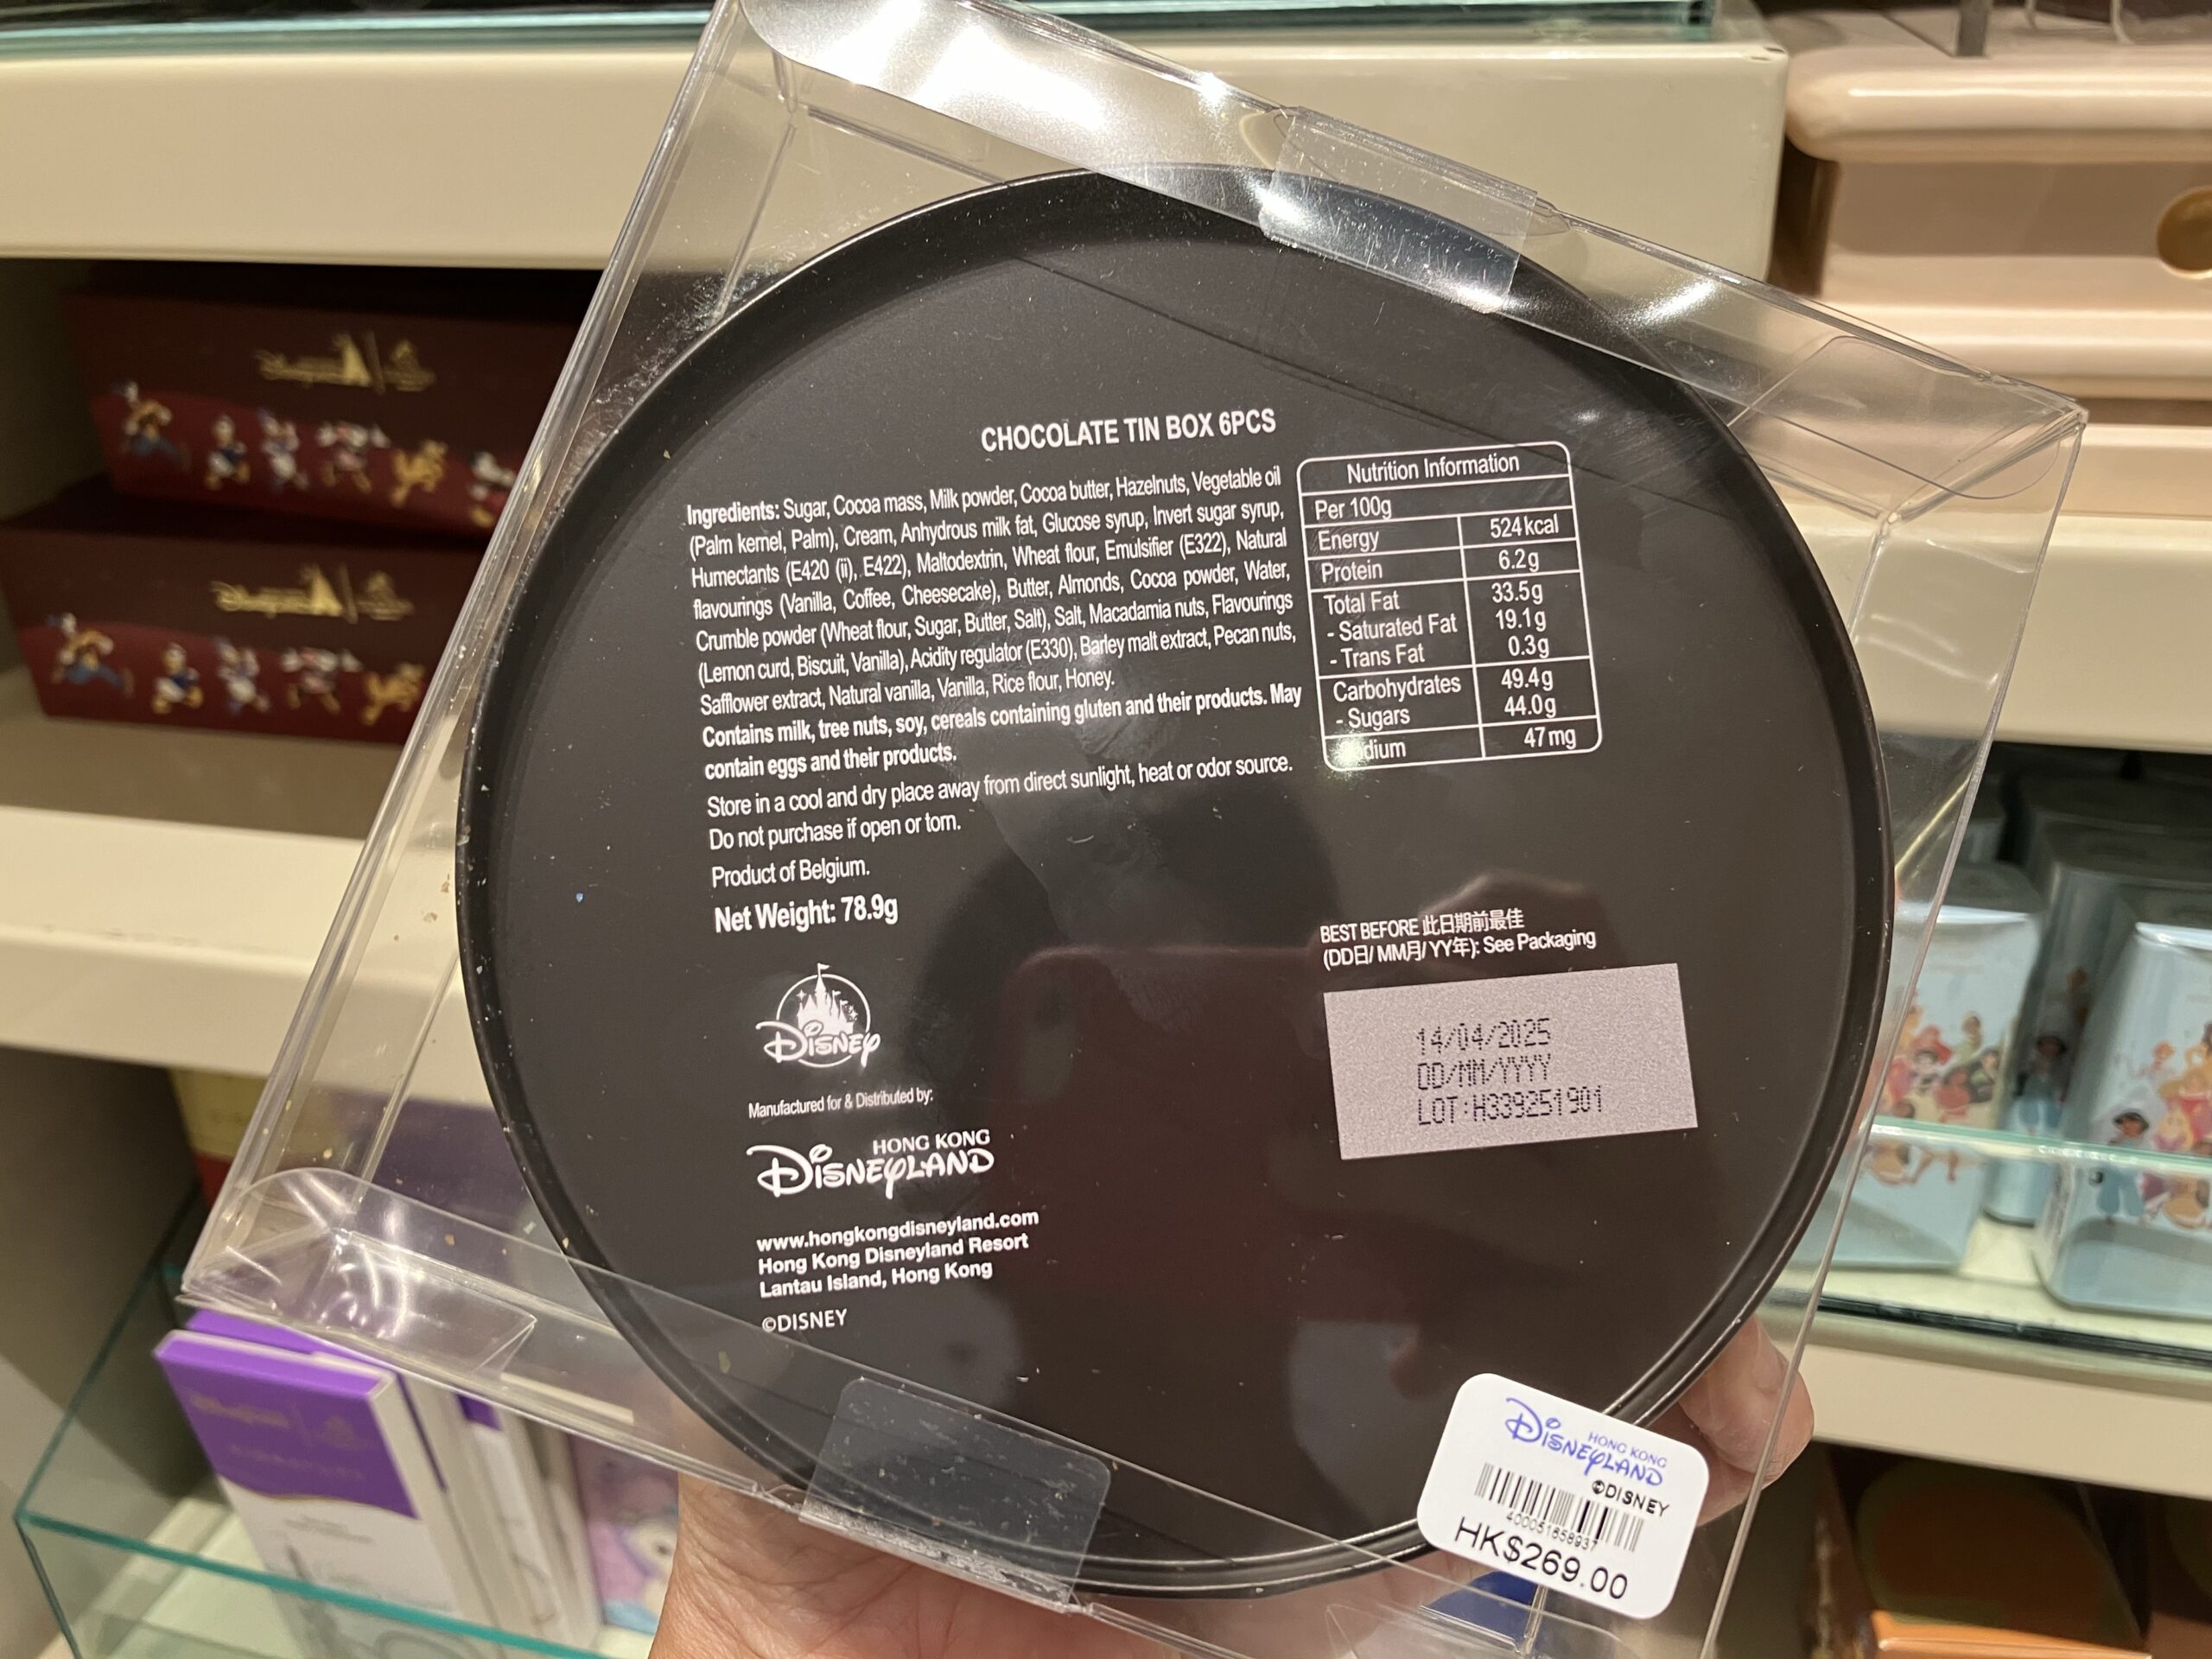 CHOCOLATE TIN BOX 6PCS
Ingredients: Sugar, Cocoa mass, Milk powder, Cocoa butter, Hazelnuts, Vegetable oil
(Palm kernel, Palm), Cream, Anhydrous milk fat, Glucose syrup, Invert sugar syrup,
Humectants (E420 (ii), E422), Maltodextrin, Wheat flour, Emulsifier (E322), Natural
flavourings (Vanilla, Coffee, Cheesecake), Butter, Almonds, Cocoa powder, Water,
Crumble powder (Wheat flour, Sugar, Butter, Salt), Salt, Macadamia nuts, Flavourings
(Lemon curd, Biscuit, Vanilla), Acidity regulator (E330), Barley malt extract, Pecan nuts,
Safflower extract, Natural vanilla, Vanilla, Rice flour, Honey.
Contains milk, tree nuts, soy, cereals containing gluten and their products. May
contain eggs and their products.
Store in a cool and dry place away from direct sunlight, heat or odor source.
Do not purchase if open or torn.
Product of Belgium.
Net Weight: 78.9g
Nutrition Information
Per 100g
Energy 524kcal
Protein 6.2g
Total Fat 33.5g
- Saturated Fat 19.1g
- Trans Fat 0.3g
Carbohydrates 49.4g
- Sugars 44.0g
47mg
BEST BEFORE 此日期前最佳
(DD日/ MM月/ YY年): See Packaging
14/04/2025
DD/MM/YYYY
LOT:H339251901
Disney
Manufactured for & Distributed by:
HONG KONG
Disneyland
www.hongkongdisneyland.com
Hong Kong Disneyland Resort
Lantau Island, Hong Kong
©DISNEY
HONG KONG
Disneyland
©DISNEY
400051858937
HK$269.00